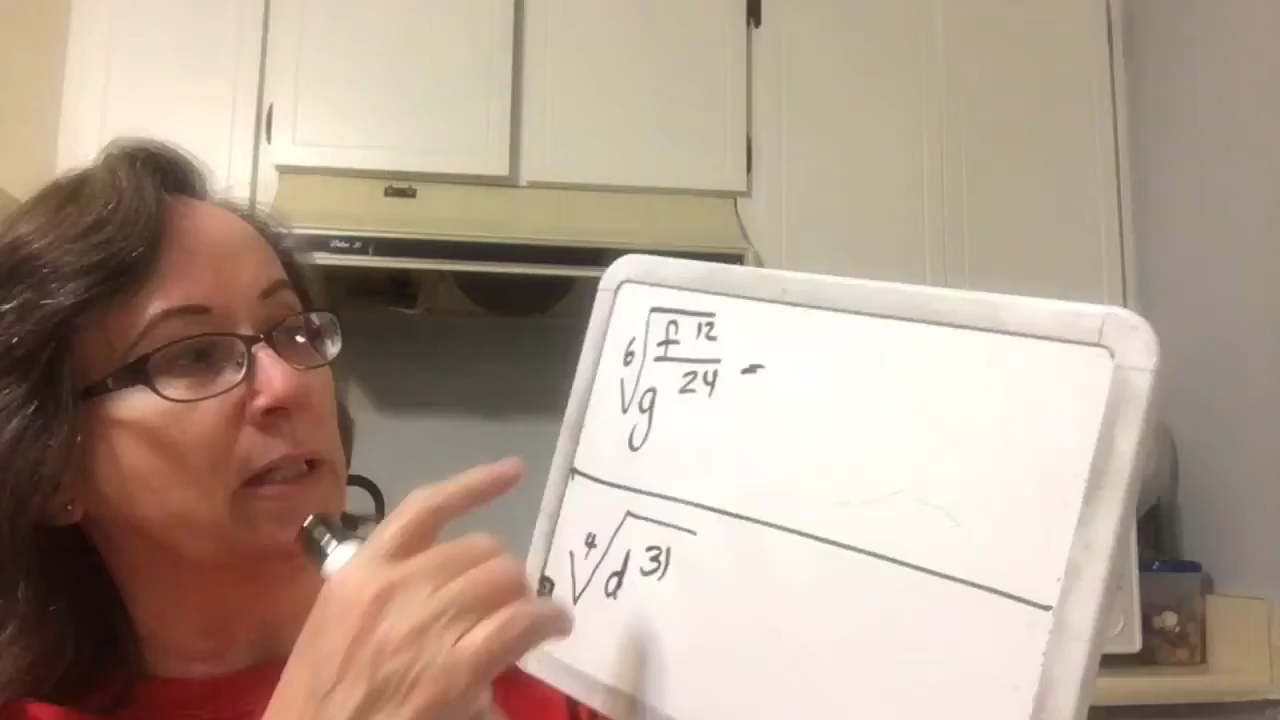 ⁶√(f¹²/g²⁴) =
⁴√d³¹